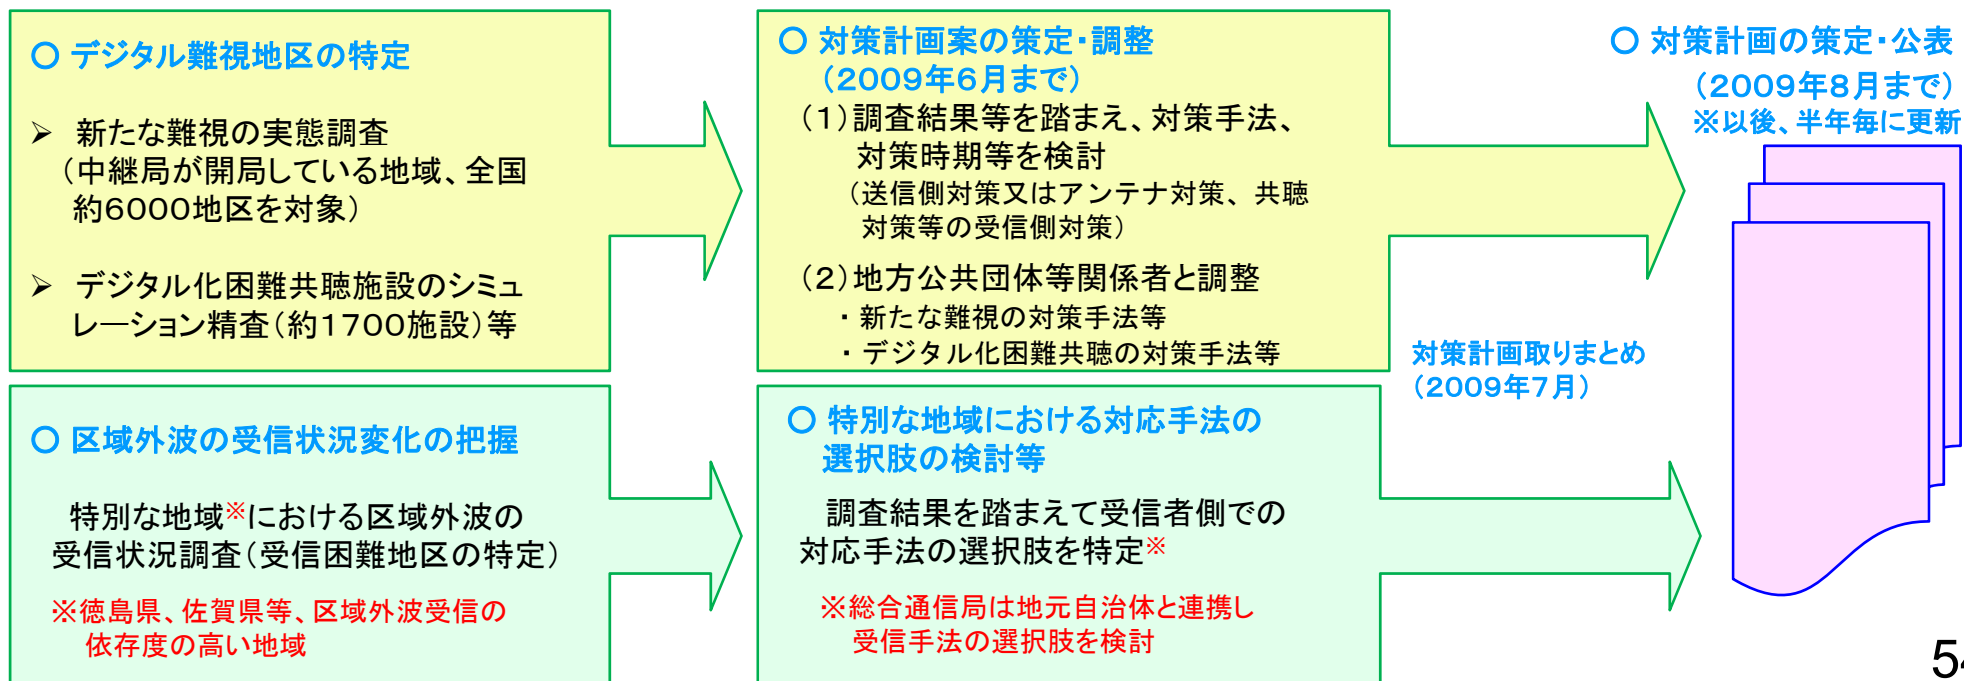 ○ デジタル難視地区の特定
➢ 新たな難視の実態調査
（中継局が開局している地域、全国
約6000地区を対象）
➢ デジタル化困難共聴施設のシミュ
レーション精査（約1700施設）等
○ 対策計画案の策定・調整
（2009年6月まで）
（1）調査結果等を踏まえ、対策手法、
対策時期等を検討
（送信側対策又はアンテナ対策、共聴
対策等の受信側対策）
（2）地方公共団体等関係者と調整
・新たな難視の対策手法等
・デジタル化困難共聴の対策手法等
○ 対策計画の策定・公表
（2009年8月まで）
※以後、半年毎に更新
対策計画取りまとめ
（2009年7月）
○ 区域外波の受信状況変化の把握
特別な地域※における区域外波の
受信状況調査（受信困難地区の特定）
※徳島県、佐賀県等、区域外波受信の
依存度の高い地域
○ 特別な地域における対応手法の
選択肢の検討等
調査結果を踏まえて受信者側での
対応手法の選択肢を特定※
※総合通信局は地元自治体と連携し
受信手法の選択肢を検討
54